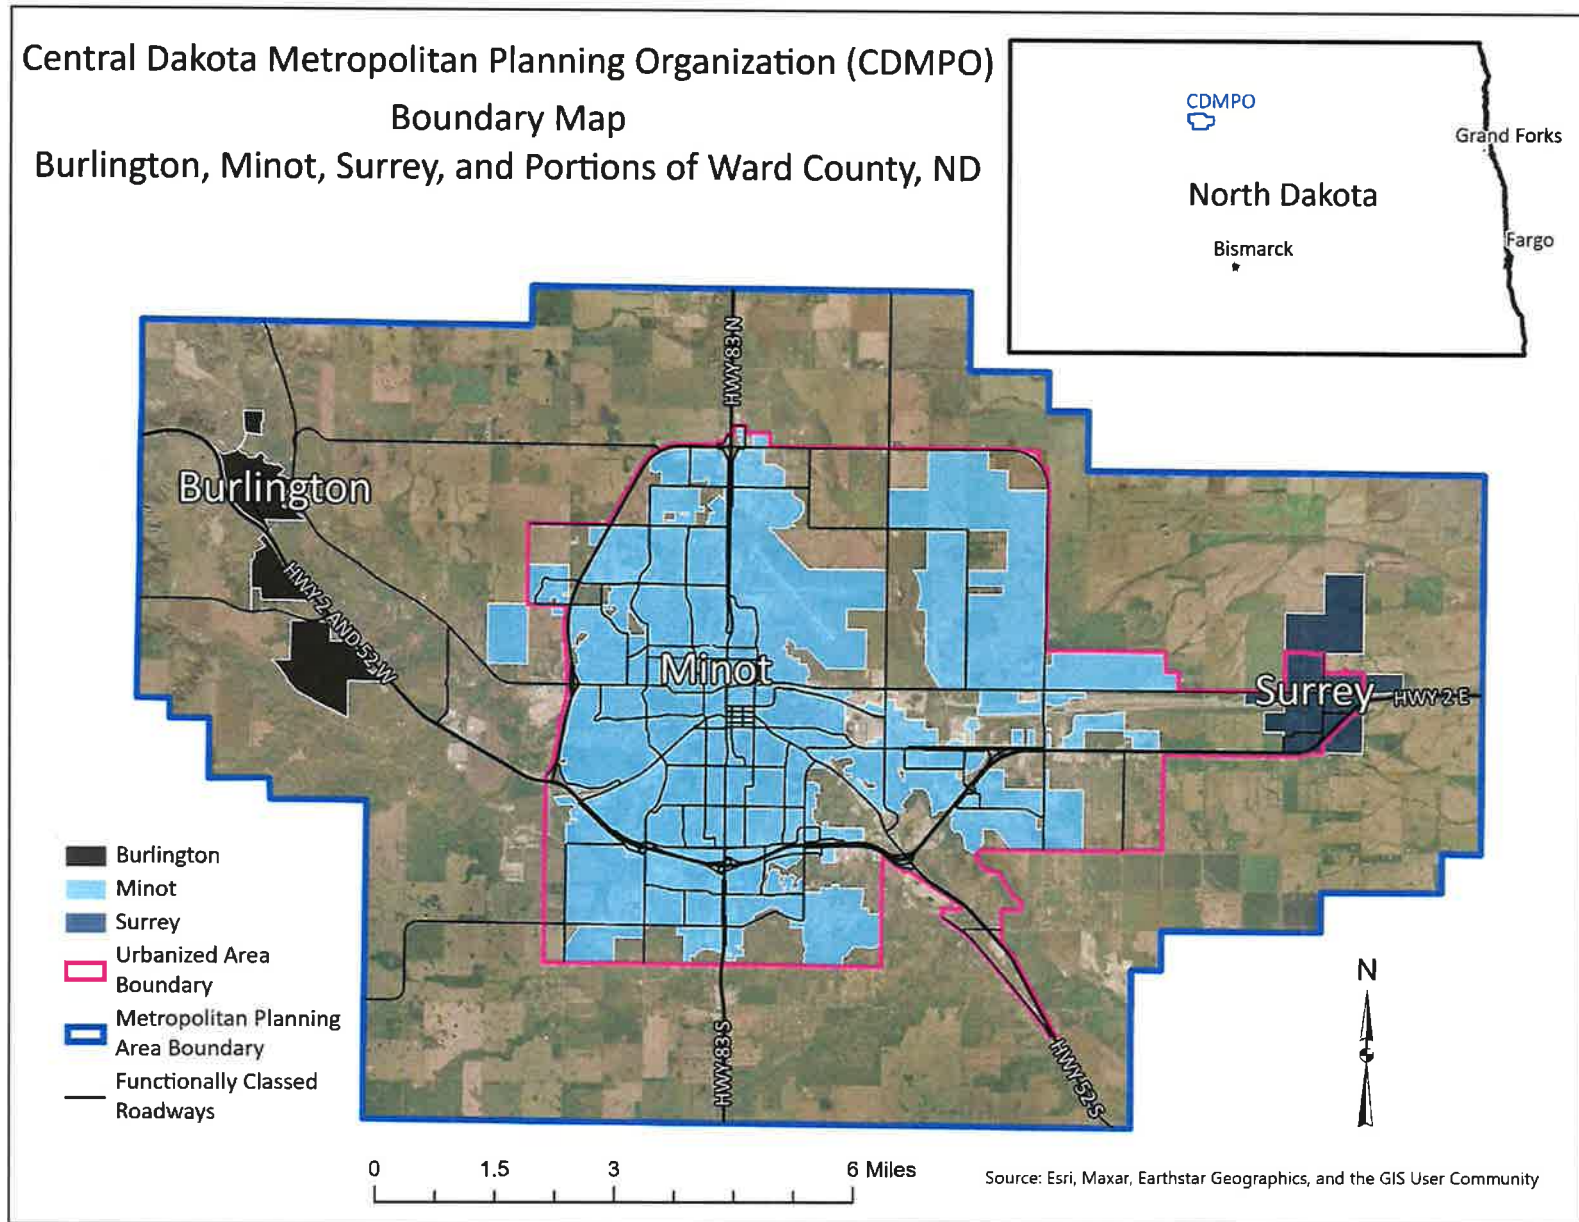 Central Dakota Metropolitan Planning Organization (CDMPO)
Boundary Map
Burlington, Minot, Surrey, and Portions of Ward County, ND
CDMPO
Grand Forks
North Dakota
Fargo
Bismarck
HWY 83 N
Burlington
HWY 2 AND 52 W
Minot
Surrey
HWY 2 E
Burlington
Minot
Surrey
Urbanized Area
Boundary
Metropolitan Planning
Area Boundary
Functionally Classed
Roadways
HWY 83 S
HWY 52 S
N
0 1.5 3 6 Miles
Source: Esri, Maxar, Earthstar Geographics, and the GIS User Community